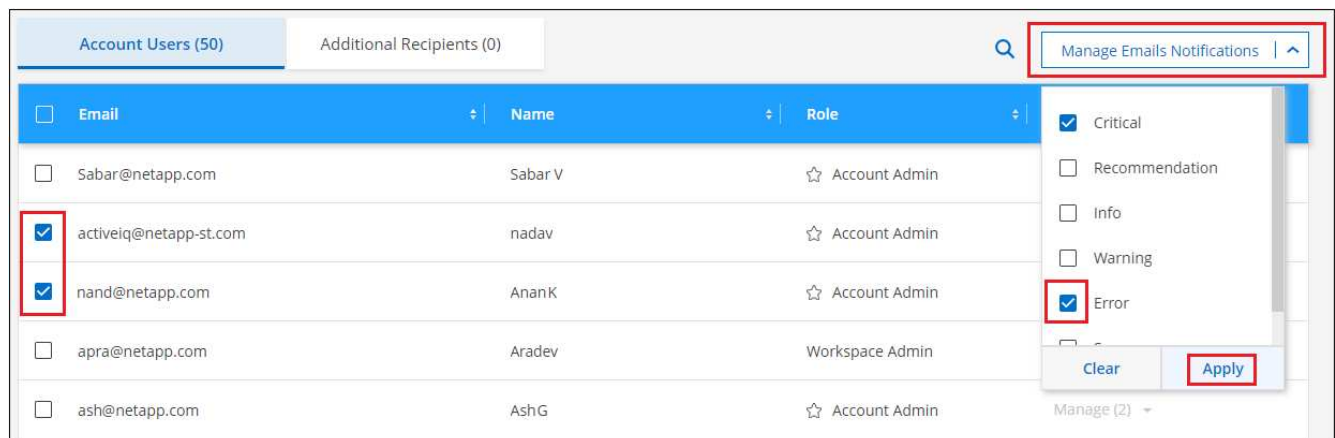 Account Users (50) Additional Recipients (0) Manage Emails Notifications
Email Name Role
Critical
Sabar@netapp.com Sabar V Account Admin
Recommendation
Info
activeiq@netapp-st.com nadav Account Admin
Warning
nand@netapp.com AnanK Account Admin
Error
apra@netapp.com Aradev Workspace Admin
Clear Apply
ash@netapp.com AshG Account Admin Manage (2)